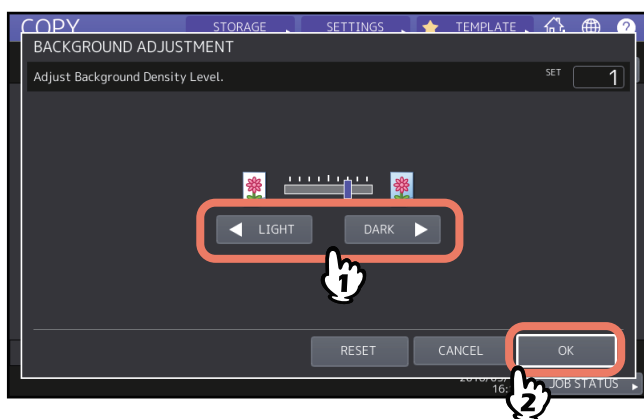 COPY STORAGE SETTINGS TEMPLATE ?
BACKGROUND ADJUSTMENT
Adjust Background Density Level. SET 1
LIGHT DARK
1
RESET CANCEL OK
16: JOB STATUS
2